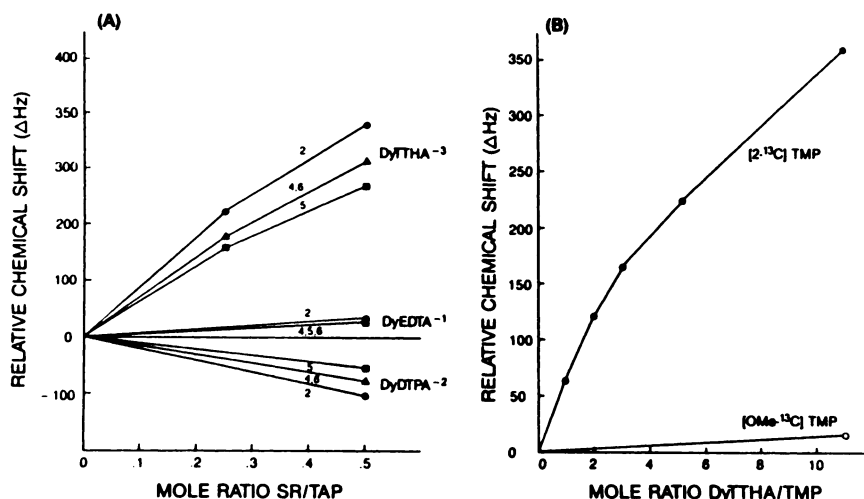 (A)
RELATIVE CHEMICAL SHIFT (ΔHz)
400
350
300
200
100
0
- 100
2
4,6
5
DyTTHA⁻³
2
4,5,6
DyEDTA⁻¹
5
4,6
2
DyDTPA⁻²
0 .1 .2 .3 .4 .5
MOLE RATIO SR/TAP
(B)
RELATIVE CHEMICAL SHIFT (ΔHz)
350
300
250
200
150
100
50
0
[2-¹³C] TMP
[OMe-¹³C] TMP
0 2 4 6 8 10
MOLE RATIO DyTTHA/TMP